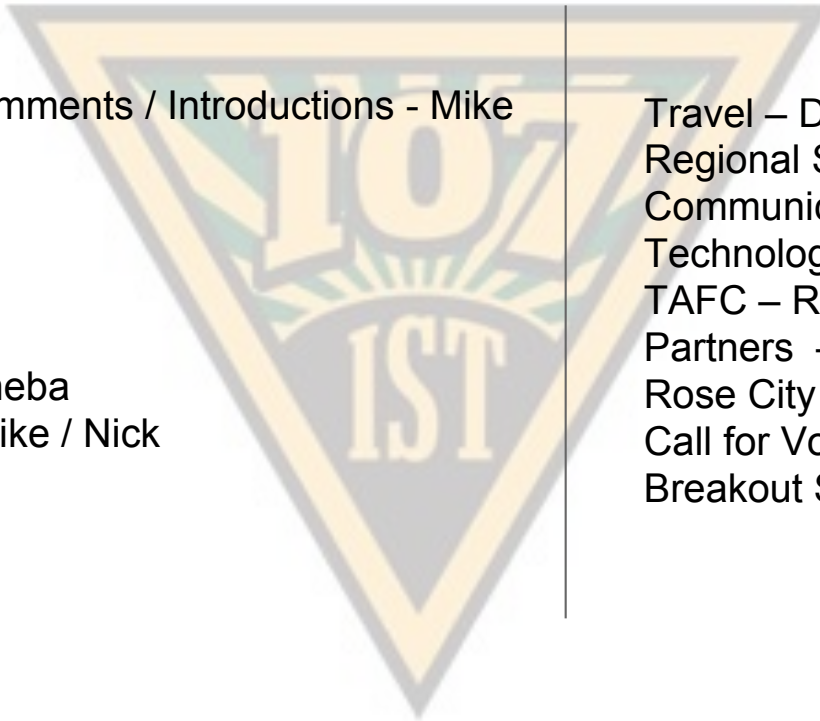 mments / Introductions - Mike
neba
ike / Nick
107
IST
Travel – D
Regional S
Communic
Technolog
TAFC – R
Partners -
Rose City
Call for Vo
Breakout S